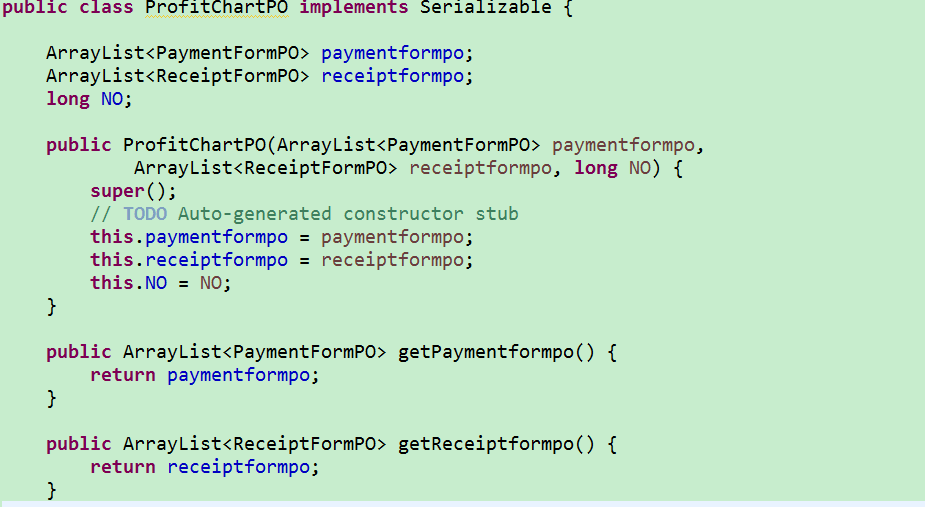 public class ProfitChartPO implements Serializable {
ArrayList<PaymentFormPO> paymentformpo;
ArrayList<ReceiptFormPO> receiptformpo;
long NO;
public ProfitChartPO(ArrayList<PaymentFormPO> paymentformpo,
ArrayList<ReceiptFormPO> receiptformpo, long NO) {
super();
// TODO Auto-generated constructor stub
this.paymentformpo = paymentformpo;
this.receiptformpo = receiptformpo;
this.NO = NO;
}
public ArrayList<PaymentFormPO> getPaymentformpo() {
return paymentformpo;
}
public ArrayList<ReceiptFormPO> getReceiptformpo() {
return receiptformpo;
}